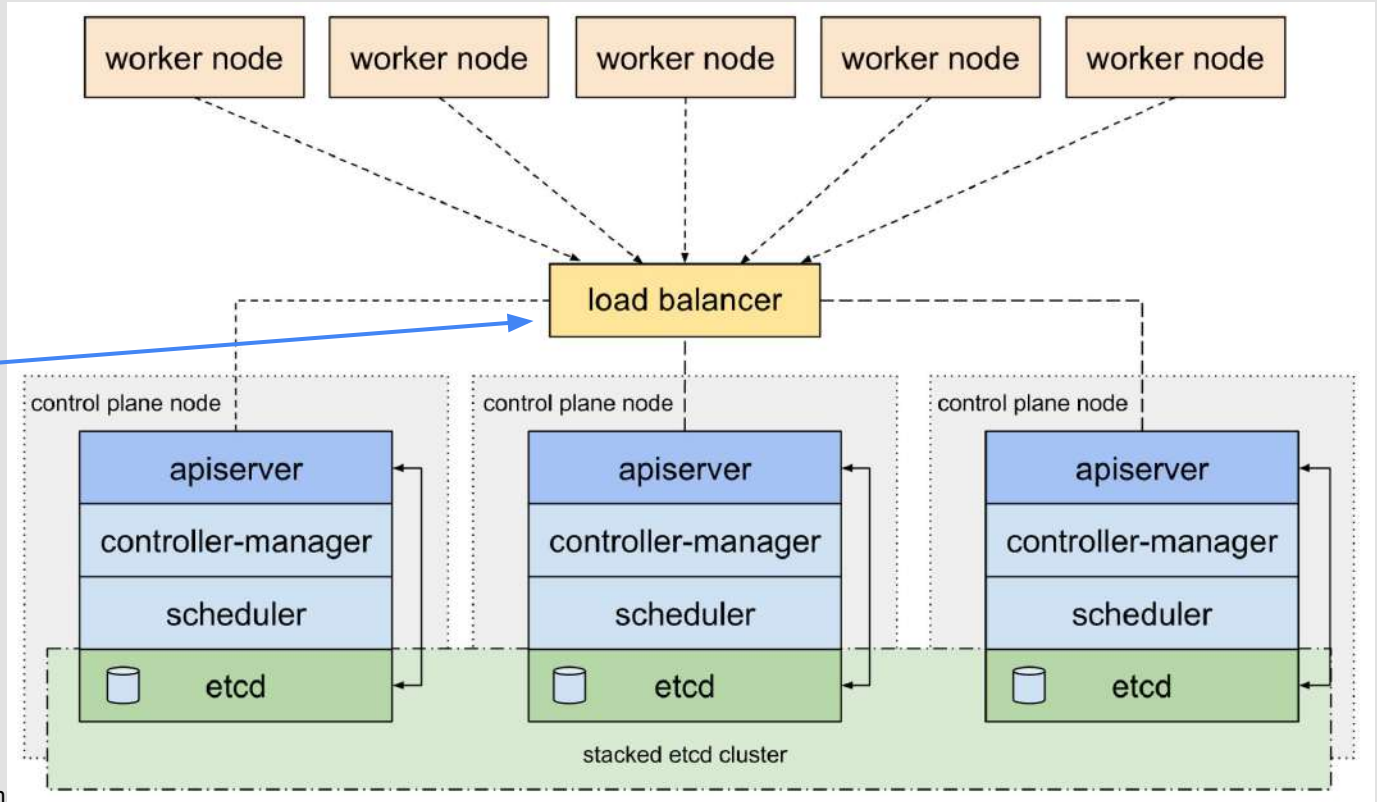 worker node worker node worker node worker node worker node
load balancer
control plane node control plane node control plane node
apiserver apiserver apiserver
controller-manager controller-manager controller-manager
scheduler scheduler scheduler
etcd etcd etcd
stacked etcd cluster